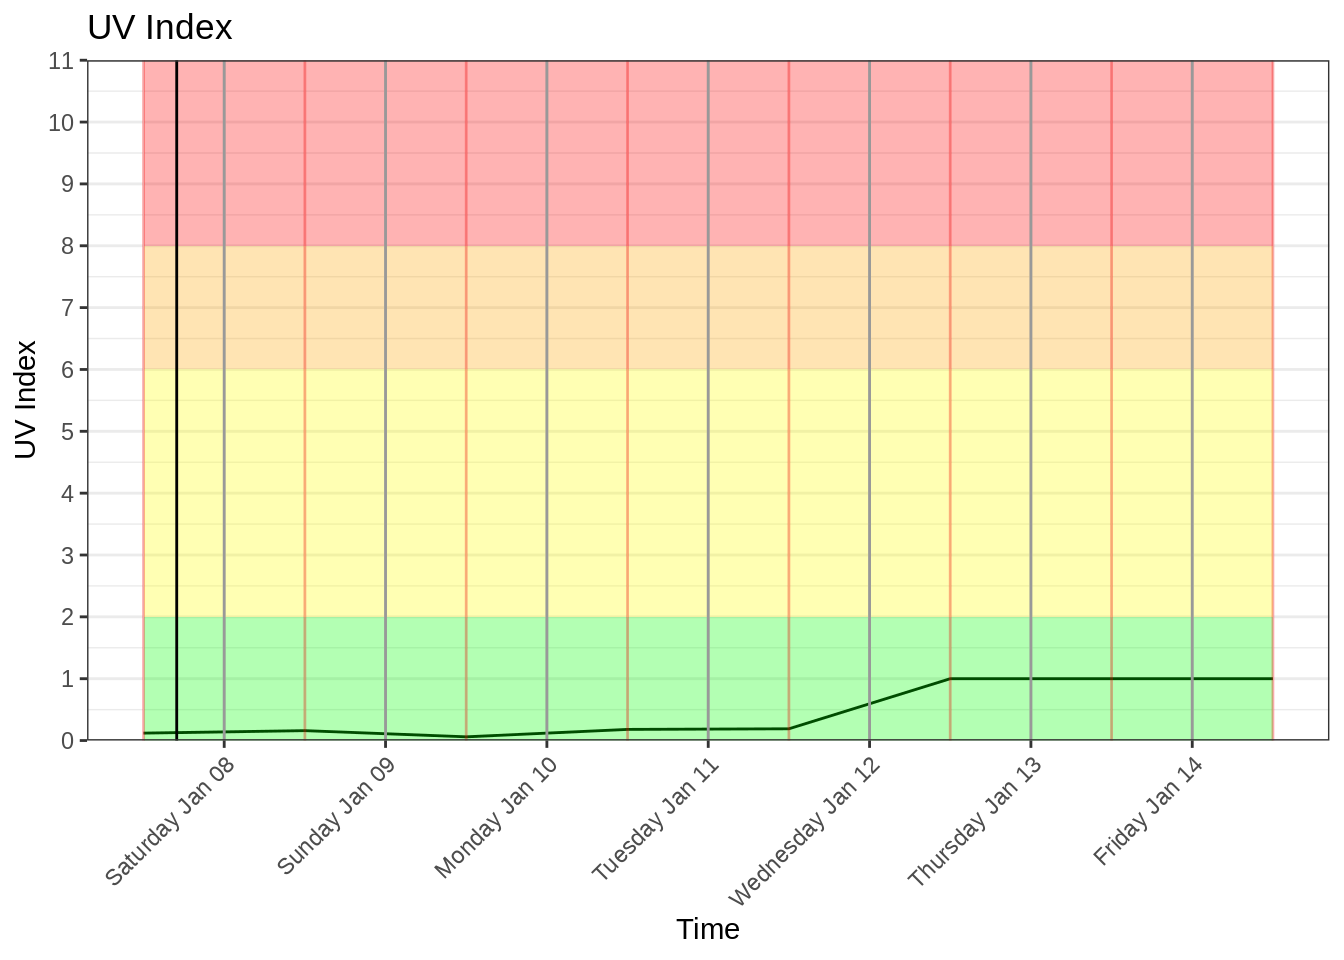 UV Index
11
10
9
8
7
6
5
4
3
2
1
0
UV Index
Saturday Jan 08
Sunday Jan 09
Monday Jan 10
Tuesday Jan 11
Wednesday Jan 12
Thursday Jan 13
Friday Jan 14
Time